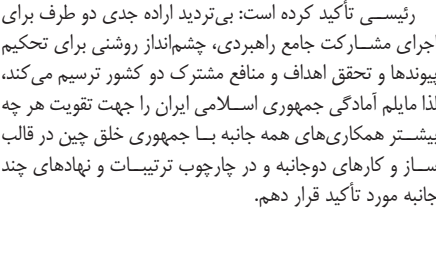 رئیسی تأکید کرده است: بی‌تردید اراده جدی دو طرف برای
اجرای مشارکت جامع راهبردی، چشم‌انداز روشنی برای تحکیم
پیوندها و تحقق اهداف و منافع مشترک دو کشور ترسیم می‌کند،
لذا مایلم آمادگی جمهوری اسلامی ایران را جهت تقویت هر چه
بیشتر همکاری‌های همه جانبه با جمهوری خلق چین در قالب
ساز و کارهای دوجانبه و در چارچوب ترتیبات و نهادهای چند
جانبه مورد تأکید قرار دهم.